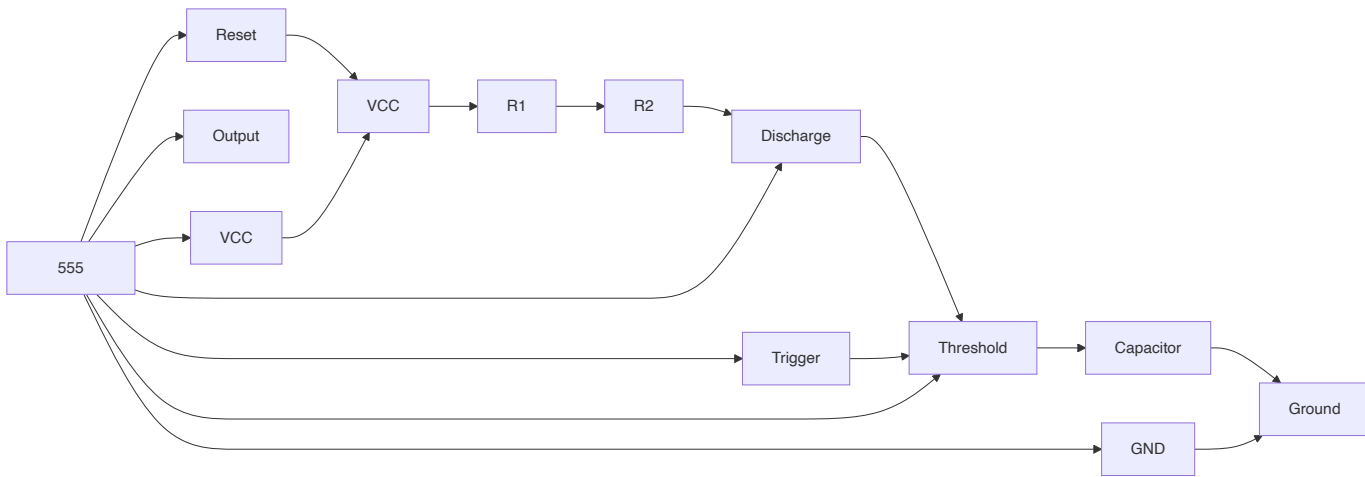 Reset
VCC
R1
R2
Output
Discharge
VCC
555
Trigger
Threshold
Capacitor
Ground
GND